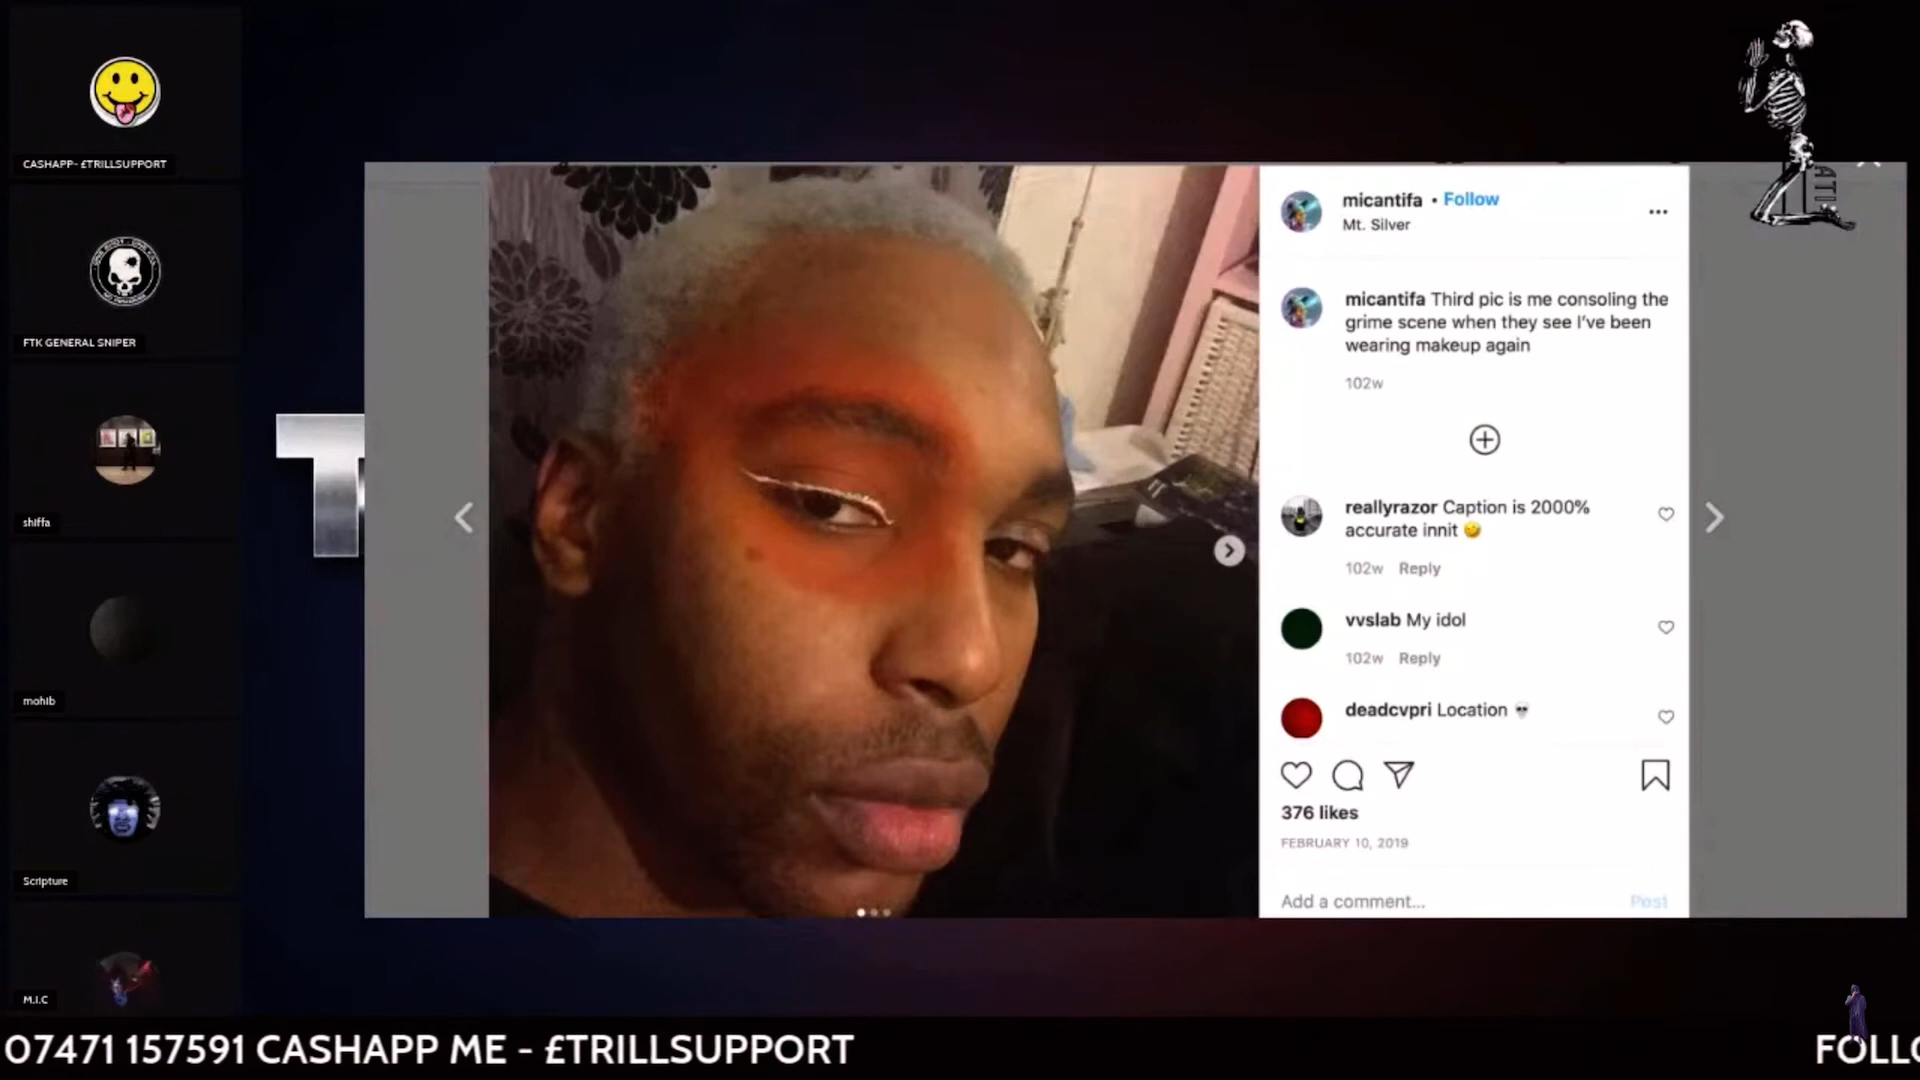 CASHAPP- £TRILLSUPPORT
FTK GENERAL SNIPER
shiffa
mohib
Scripture
M.I.C
T
micantifa • Follow
Mt. Silver
micantifa Third pic is me consoling the
grime scene when they see I've been
wearing makeup again
102w
reallyrazor Caption is 2000%
accurate innit 🤣
102w Reply
vvslab My idol
102w Reply
deadcvpri Location 💀
376 likes
FEBRUARY 10, 2019
Add a comment...
Post
07471 157591 CASHAPP ME - £TRILLSUPPORT
FOLLO